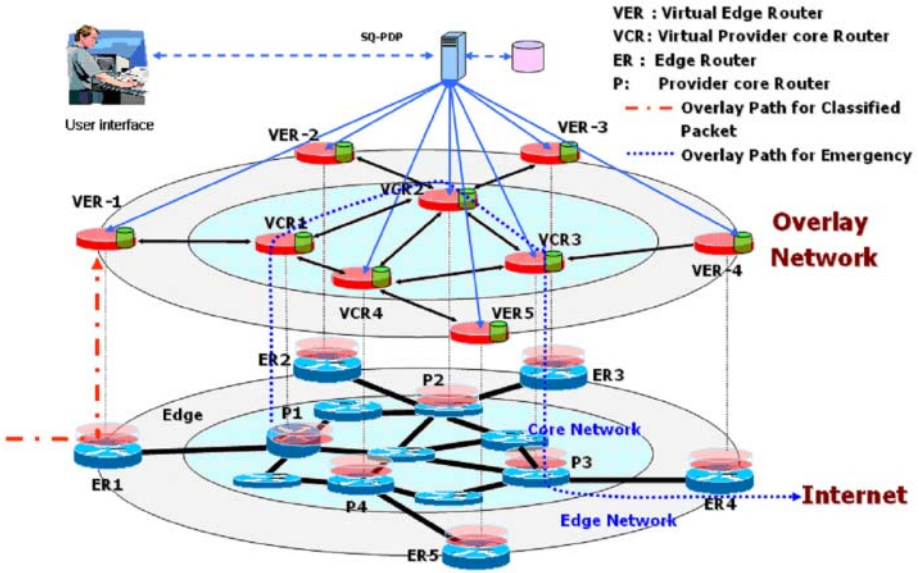 VER : Virtual Edge Router
VCR: Virtual Provider core Router
ER : Edge Router
P: Provider core Router
Overlay Path for Classified
Packet
Overlay Path for Emergency
SQ-PDP
User interface
VER-2
VER-3
VER-1
VCR2
VCR1
VCR3
Overlay
Network
VER-4
VCR4
VER5
ER2
ER3
P2
Edge
P1
Core Network
P3
ER1
P4
ER4
Internet
Edge Network
ER5